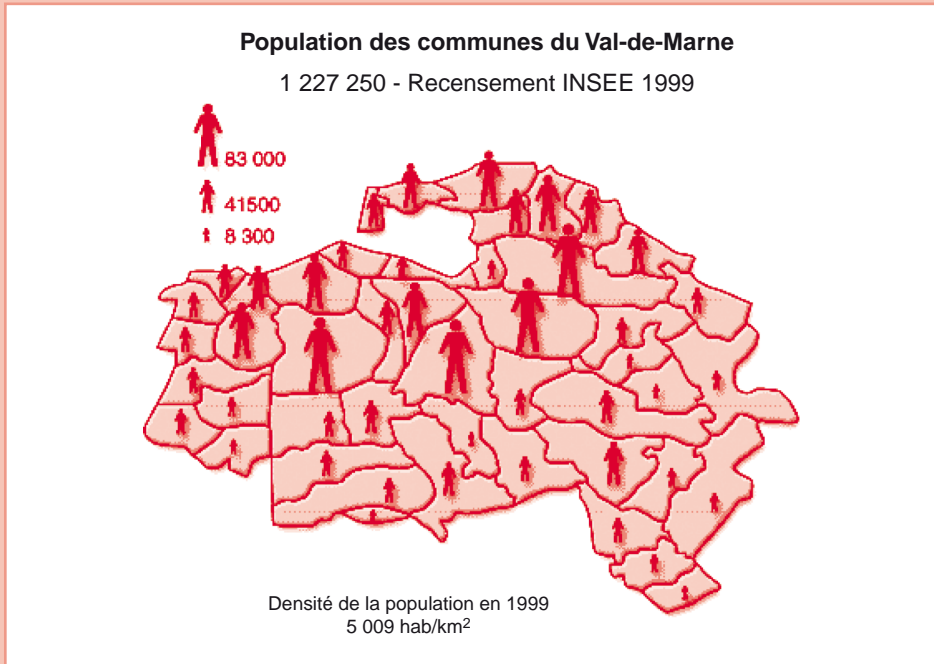 Population des communes du Val-de-Marne
1 227 250 - Recensement INSEE 1999
83 000
41500
8 300
Densité de la population en 1999
5 009 hab/km²